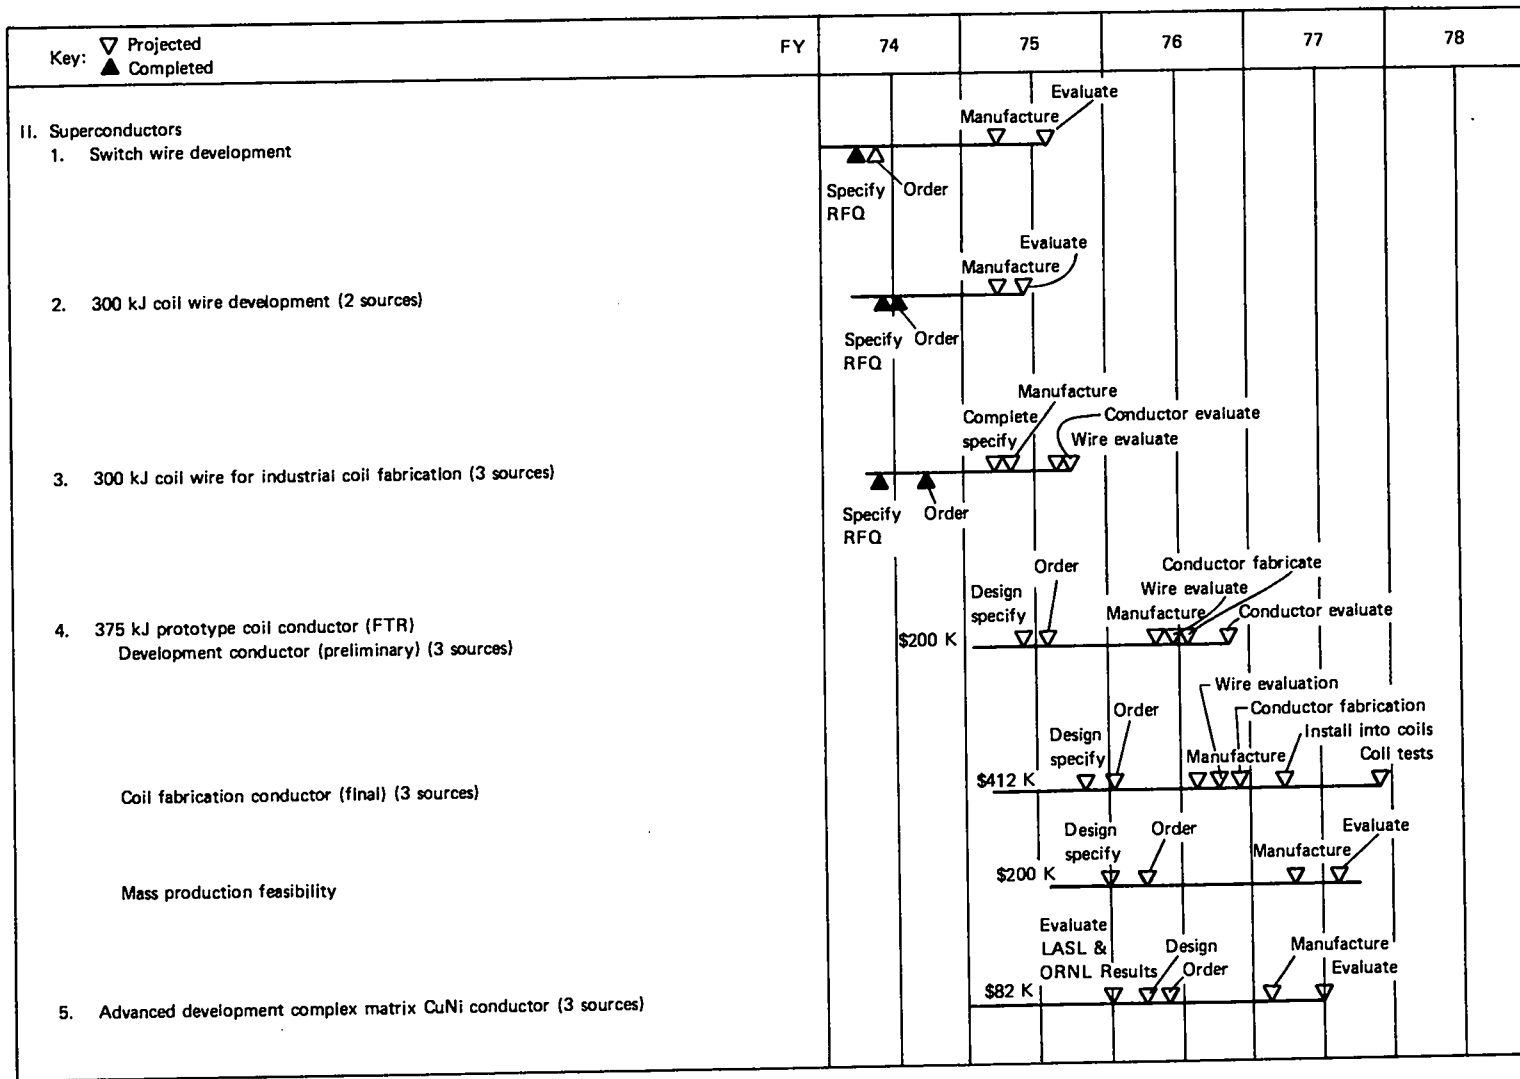 Key: ▽ Projected
▲ Completed
FY 74 75 76 77 78
II. Superconductors
1. Switch wire development
Evaluate
Manufacture
Specify Order
RFQ
2. 300 kJ coil wire development (2 sources)
Evaluate
Manufacture
Specify Order
RFQ
3. 300 kJ coil wire for industrial coil fabrication (3 sources)
Manufacture
Complete Conductor evaluate
specify Wire evaluate
Specify Order
RFQ
4. 375 kJ prototype coil conductor (FTR)
Development conductor (preliminary) (3 sources)
$200 K
Order Conductor fabricate
Design Wire evaluate
specify Manufacture Conductor evaluate
Coil fabrication conductor (final) (3 sources)
$412 K
Wire evaluation
Order Conductor fabrication
Design Install into coils
specify Manufacture Coil tests
Mass production feasibility
$200 K
Design Order Evaluate
specify Manufacture
5. Advanced development complex matrix CuNi conductor (3 sources)
$82 K
Evaluate
LASL & Design Manufacture
ORNL Results Order Evaluate